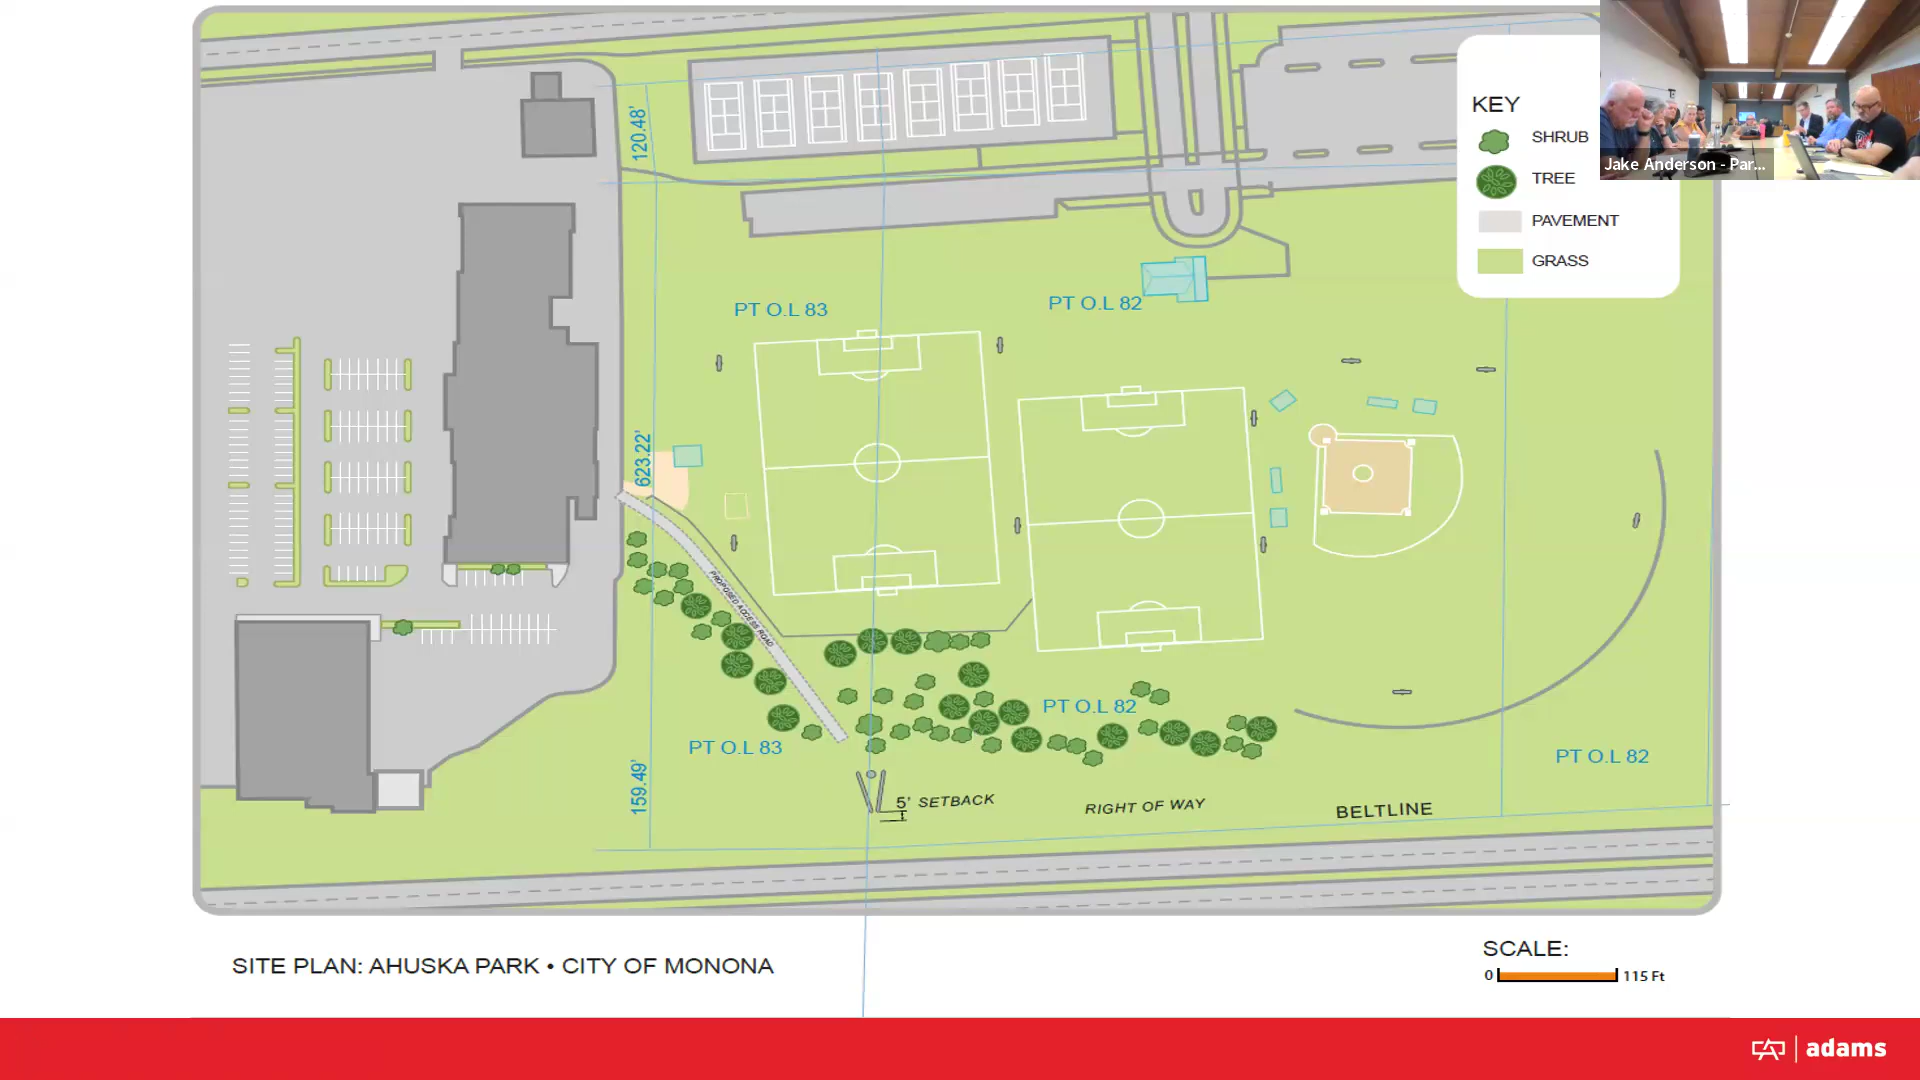 120.48'
KEY
SHRUB
TREE
PAVEMENT
GRASS
Jake Anderson - Par...
PT O.L 83
PT O.L 82
623.22'
PROPOSED ACCESS ROAD
PT O.L 82
PT O.L 83
PT O.L 82
159.49'
5' SETBACK
RIGHT OF WAY
BELTLINE
SITE PLAN: AHUSKA PARK • CITY OF MONONA
SCALE:
0
115 Ft
adams